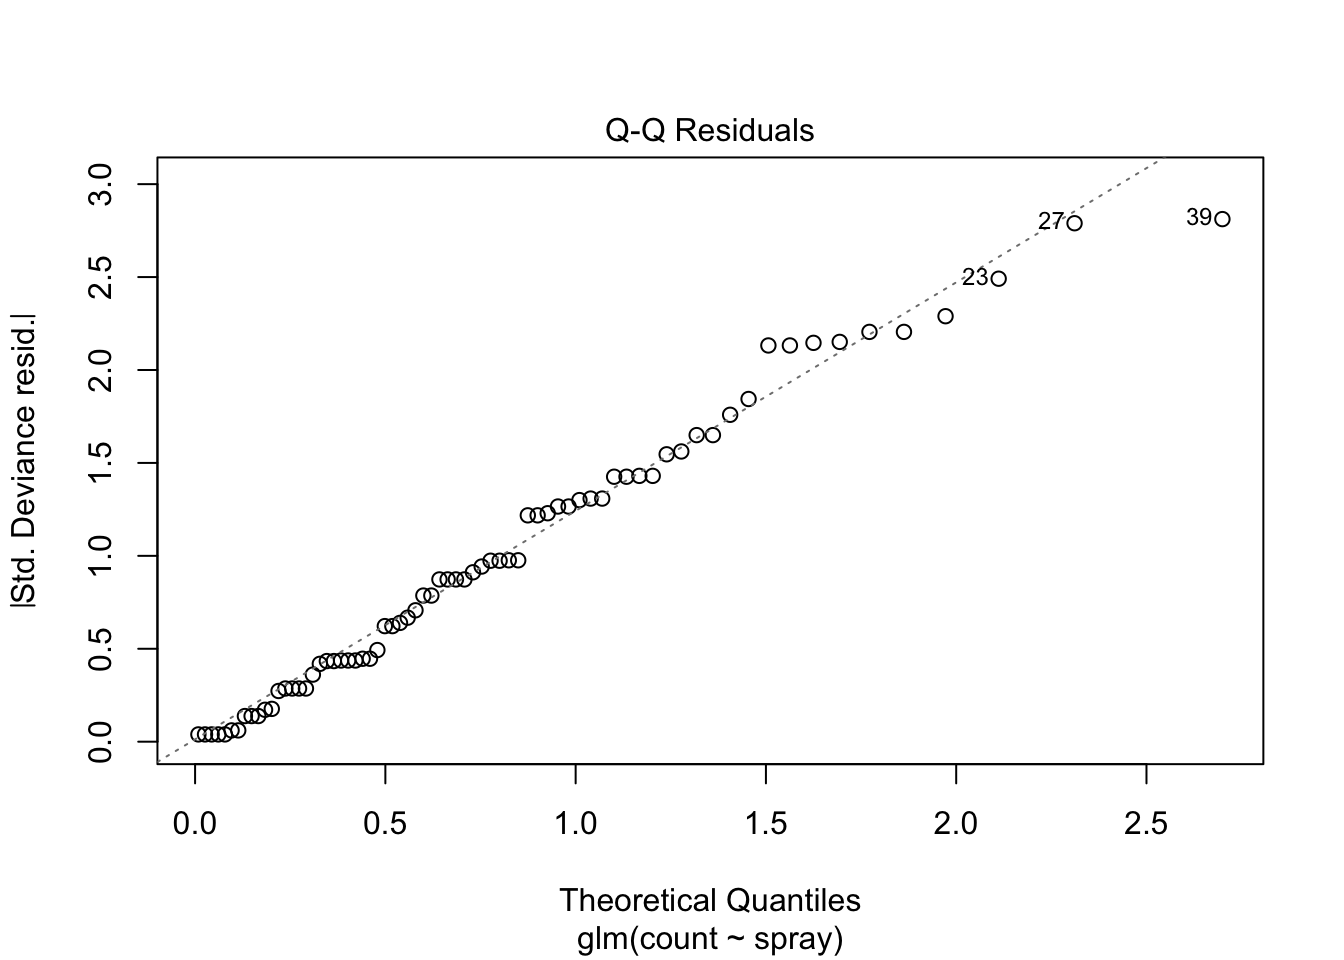 Q-Q Residuals
|Std. Deviance resid.|
3.0
2.5
2.0
1.5
1.0
0.5
0.0
27
39
23
0.0 0.5 1.0 1.5 2.0 2.5
Theoretical Quantiles
glm(count ~ spray)